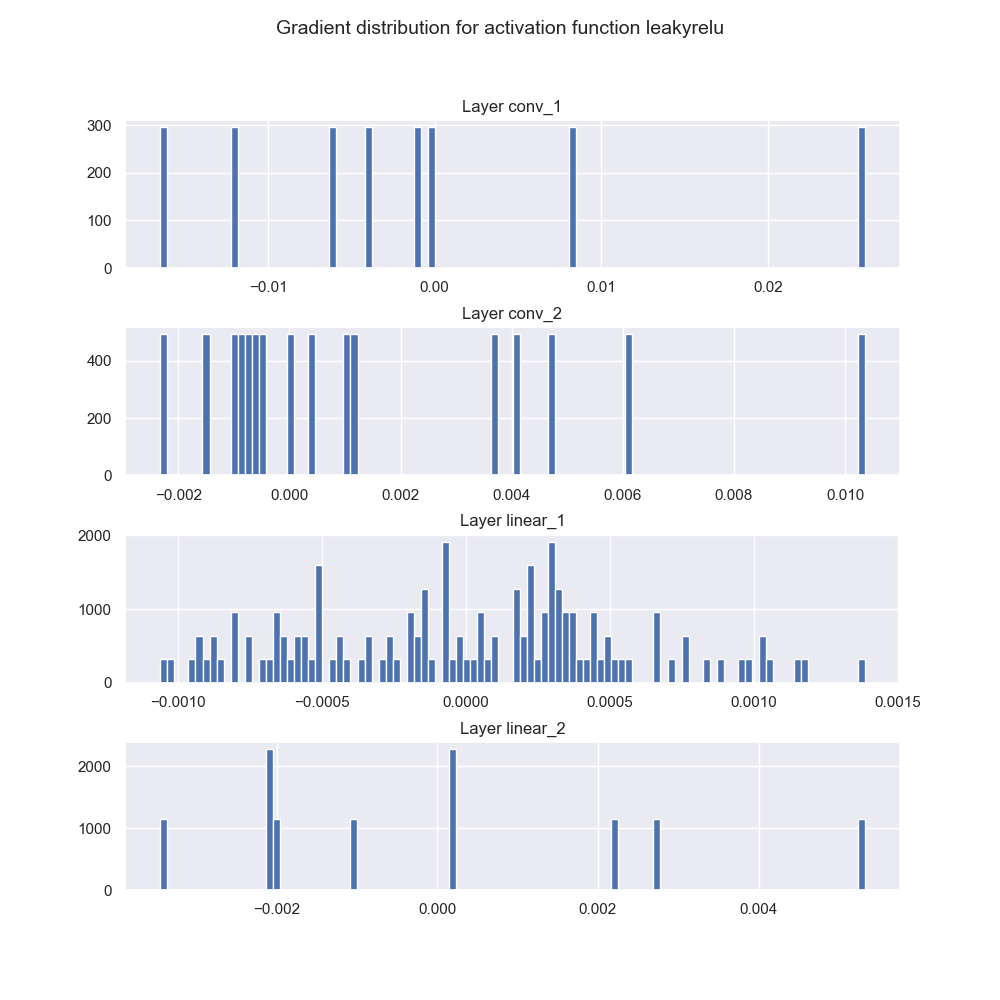 Gradient distribution for activation function leakyrelu
Layer conv_1
300
200
100
0
−0.01 0.00 0.01 0.02
Layer conv_2
400
200
0
−0.002 0.000 0.002 0.004 0.006 0.008 0.010
Layer linear_1
2000
1000
0
−0.0010 −0.0005 0.0000 0.0005 0.0010 0.0015
Layer linear_2
2000
1000
0
−0.002 0.000 0.002 0.004